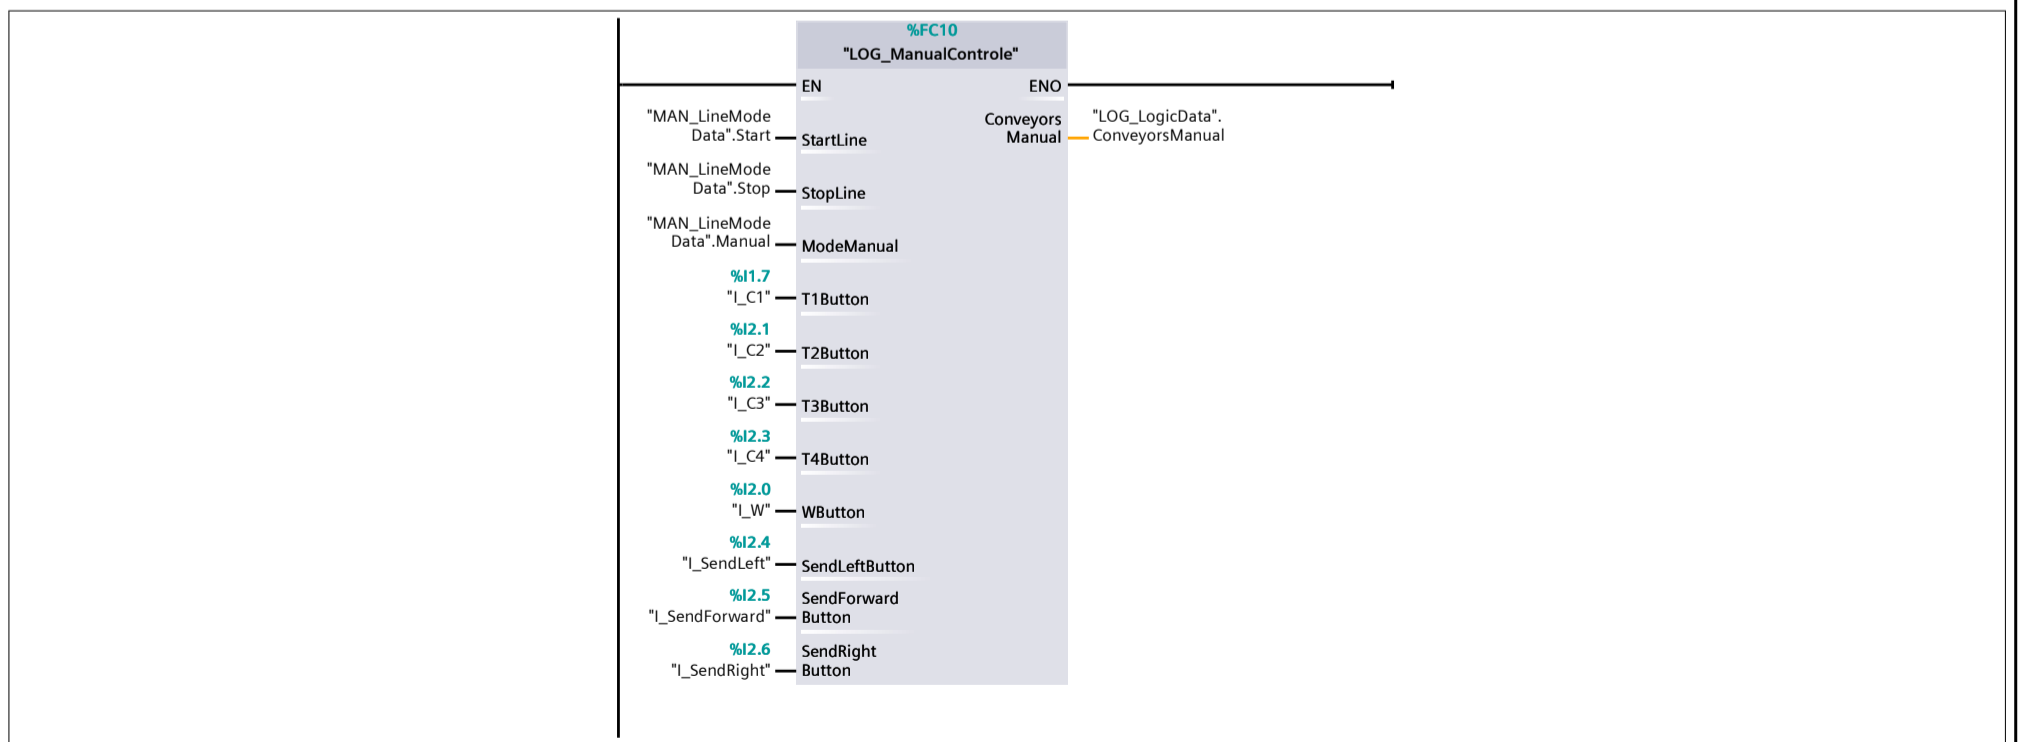 %FC10
"LOG_ManualControle"
EN
ENO
"MAN_LineMode
Data".Start
StartLine
Conveyors
Manual
"LOG_LogicData".
ConveyorsManual
"MAN_LineMode
Data".Stop
StopLine
"MAN_LineMode
Data".Manual
ModeManual
%I1.7
"I_C1"
T1Button
%I2.1
"I_C2"
T2Button
%I2.2
"I_C3"
T3Button
%I2.3
"I_C4"
T4Button
%I2.0
"I_W"
WButton
%I2.4
"I_SendLeft"
SendLeftButton
%I2.5
"I_SendForward"
SendForward
Button
%I2.6
"I_SendRight"
SendRight
Button